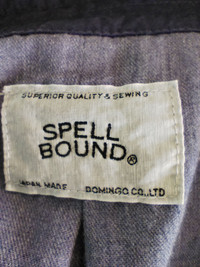 SUPERIOR QUALITY & SEWING
SPELL
BOUND®
JAPAN MADE DOMINGO CO.,LTD